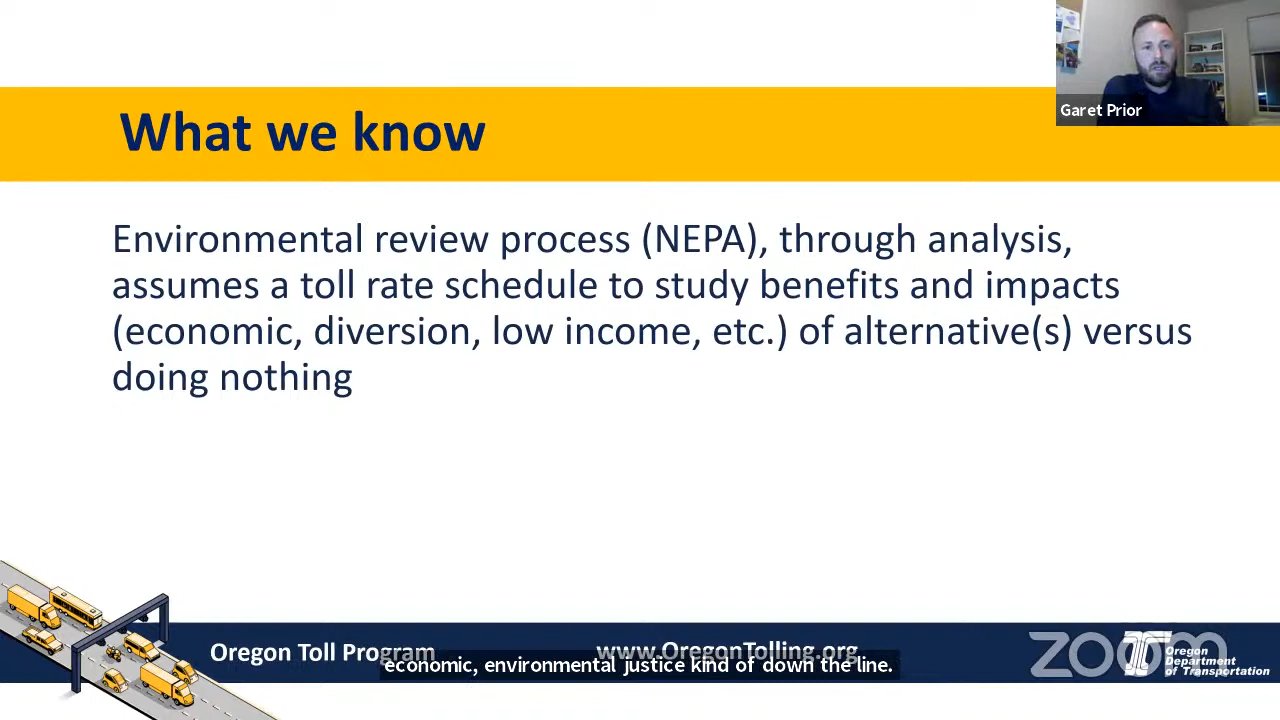 Garet Prior
What we know
Environmental review process (NEPA), through analysis,
assumes a toll rate schedule to study benefits and impacts
(economic, diversion, low income, etc.) of alternative(s) versus
doing nothing
Oregon Toll Program
www.OregonTolling.org
zoom
Oregon
Department
of Transportation
economic, environmental justice kind of down the line.